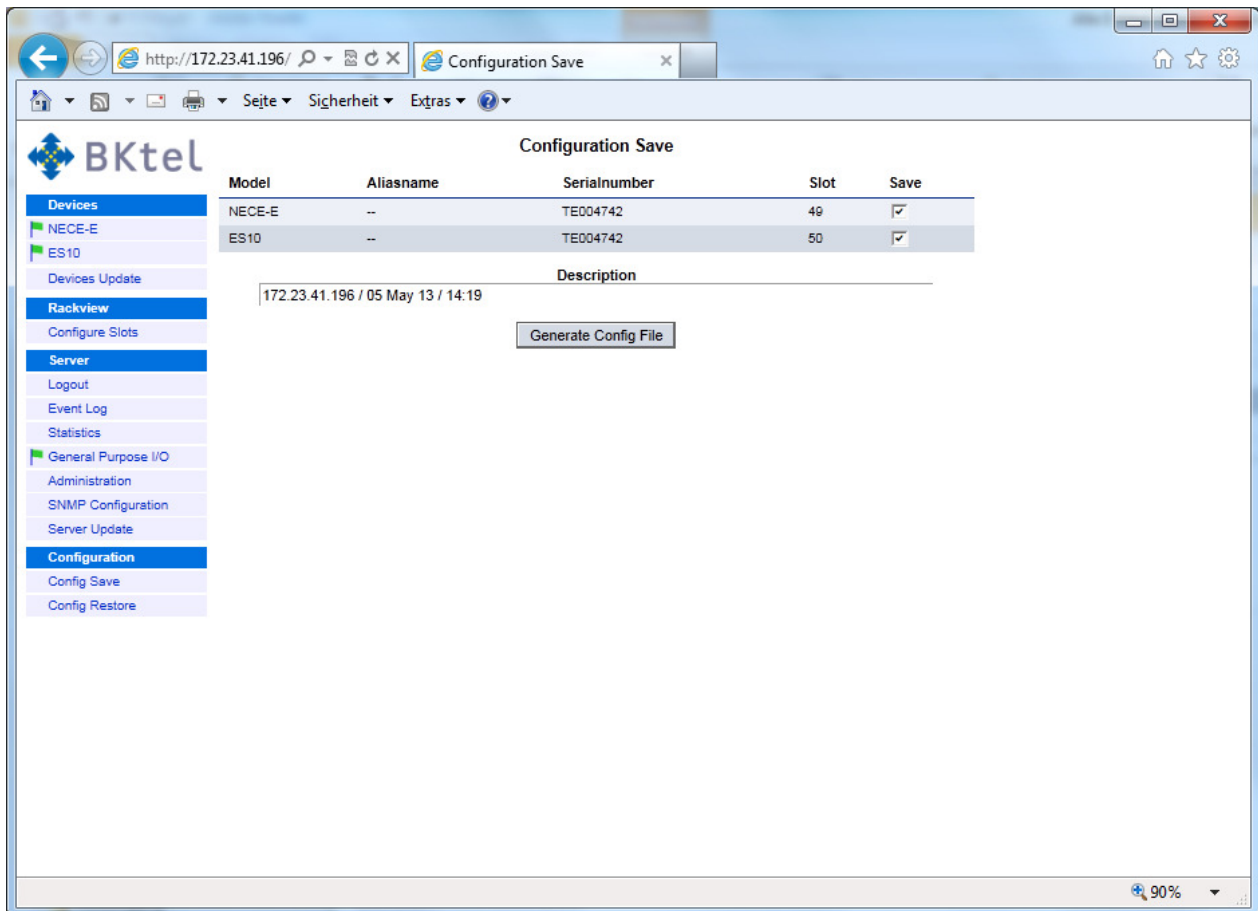 http://172.23.41.196/
Configuration Save
Seite Sicherheit Extras
BKtel
Configuration Save
Model Aliasname Serialnumber Slot Save
NECE-E -- TE004742 49
ES10 -- TE004742 50
Description
172.23.41.196 / 05 May 13 / 14:19
Generate Config File
Devices
NECE-E
ES10
Devices Update
Rackview
Configure Slots
Server
Logout
Event Log
Statistics
General Purpose I/O
Administration
SNMP Configuration
Server Update
Configuration
Config Save
Config Restore
90%